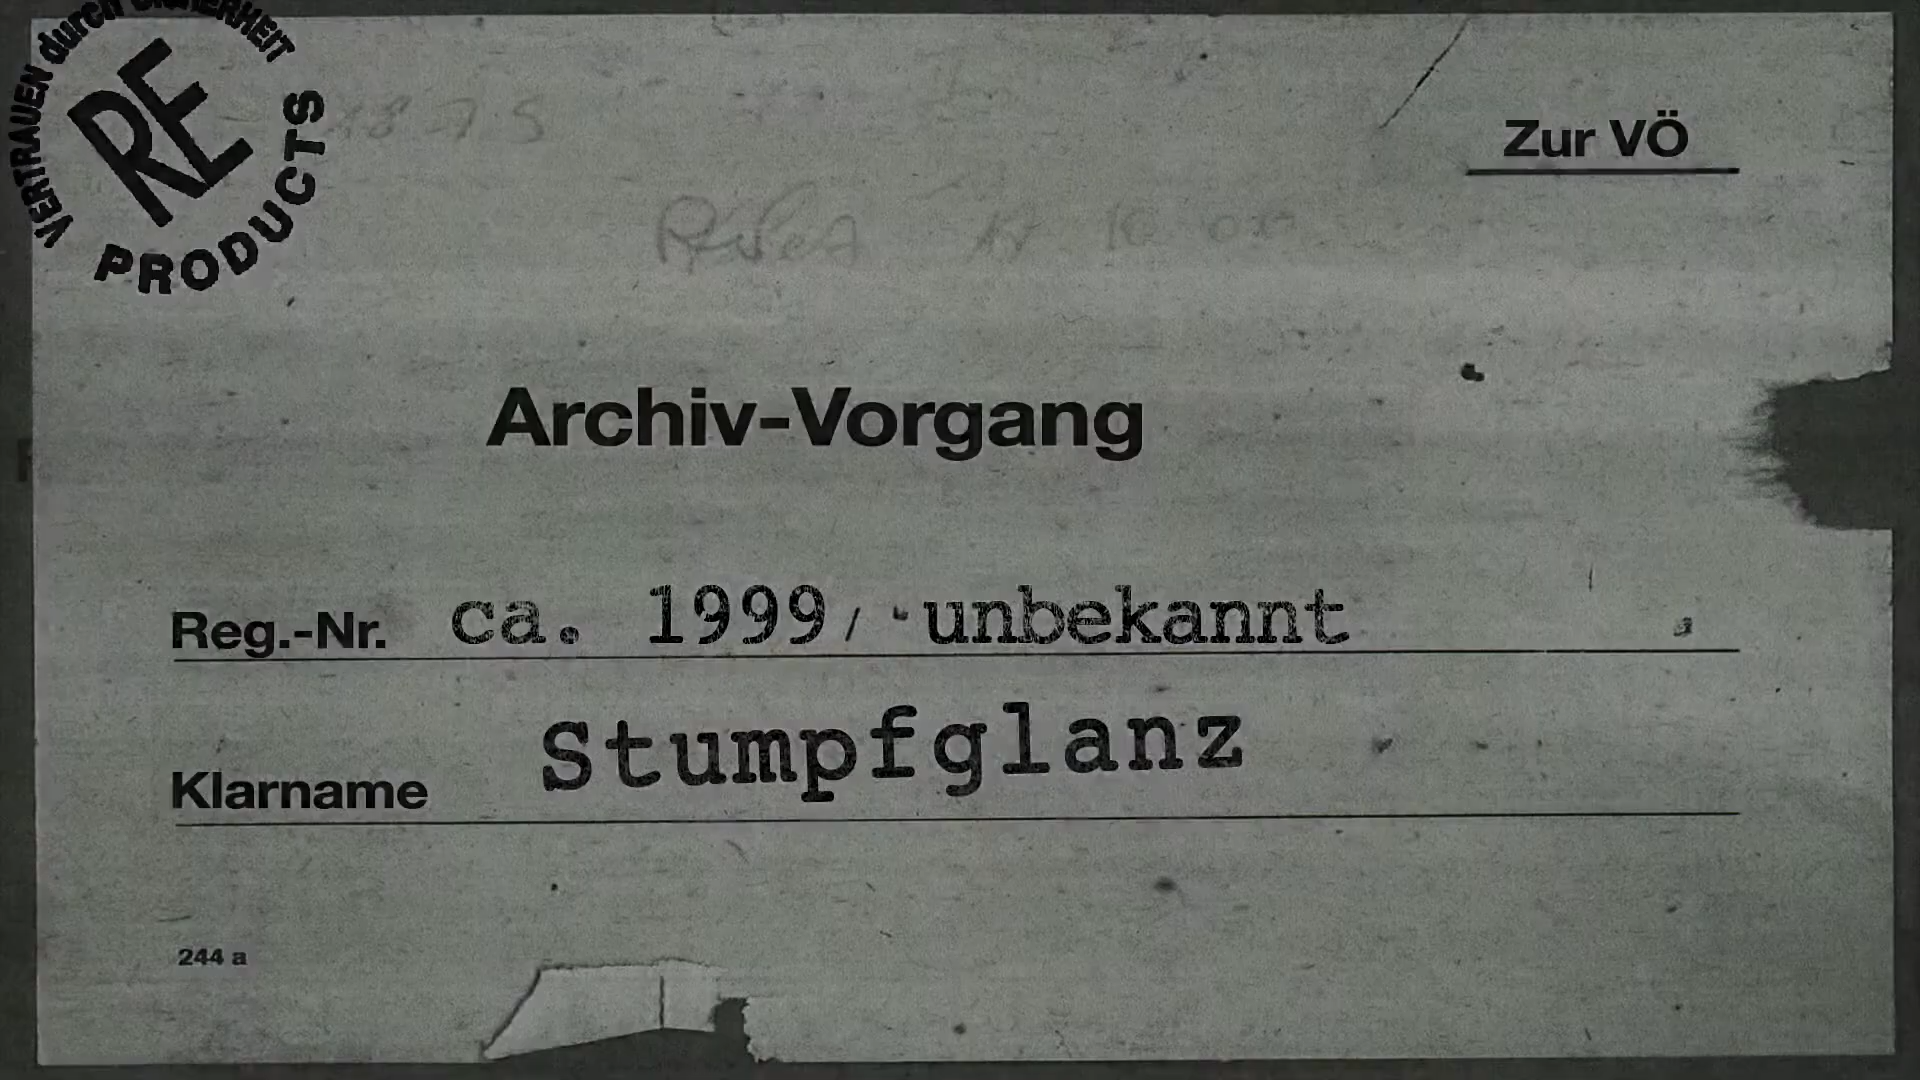 VERTRAUEN durch SICHERHEIT
RE
PRODUCTS
Zur VÖ
Archiv-Vorgang
Reg.-Nr. ca. 1999/ unbekannt
Klarname Stumpfglanz
244 a